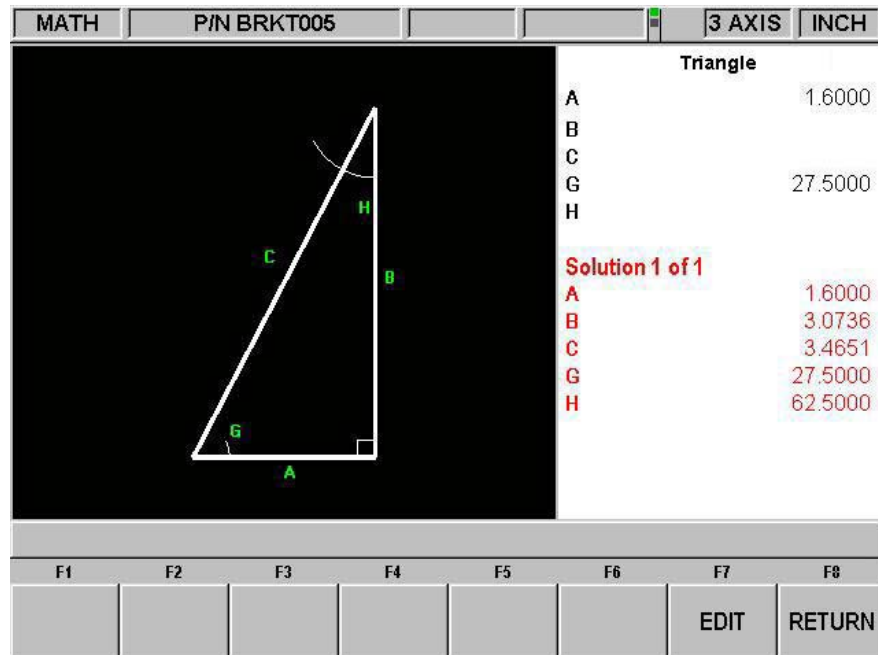 MATH P/N BRKT005 3 AXIS INCH
Triangle
A 1.6000
B
C
G 27.5000
H
Solution 1 of 1
A 1.6000
B 3.0736
C 3.4651
G 27.5000
H 62.5000
H
C
B
G
A
F1 F2 F3 F4 F5 F6 F7 F8
EDIT RETURN